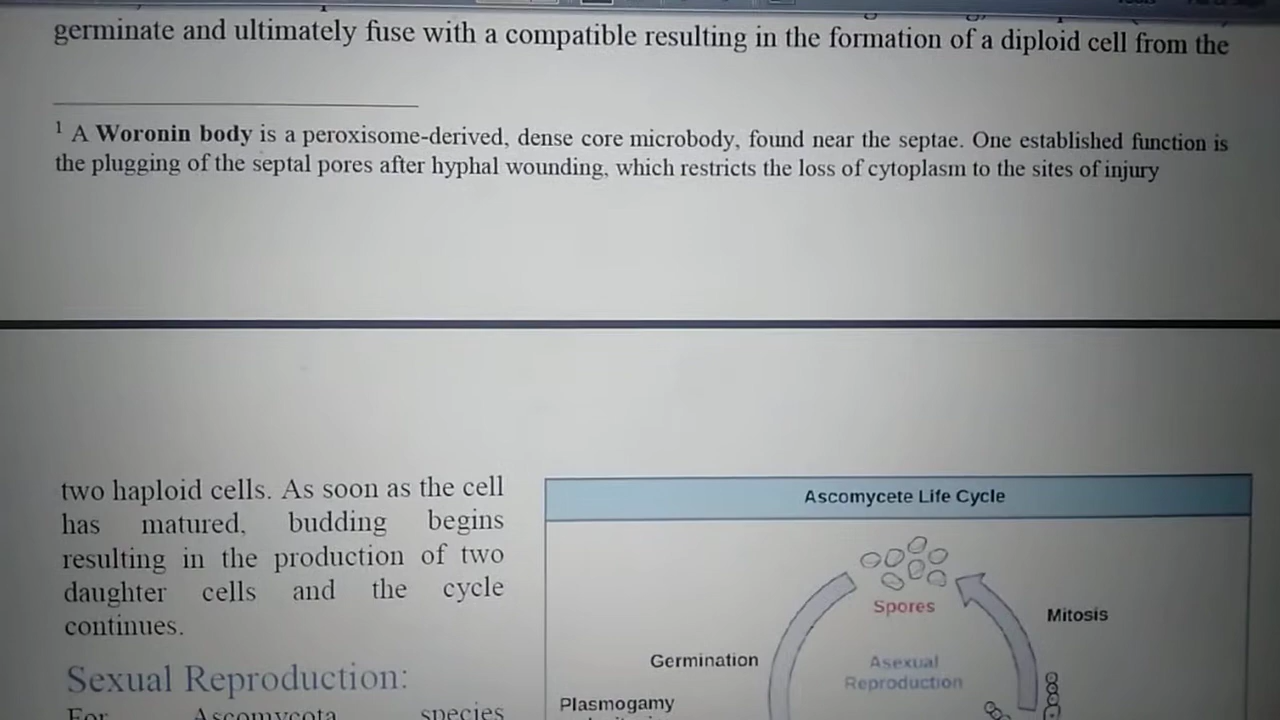 germinate and ultimately fuse with a compatible resulting in the formation of a diploid cell from the
1 A Woronin body is a peroxisome-derived, dense core microbody, found near the septae. One established function is
the plugging of the septal pores after hyphal wounding, which restricts the loss of cytoplasm to the sites of injury
two haploid cells. As soon as the cell
has matured, budding begins
resulting in the production of two
daughter cells and the cycle
continues.
Sexual Reproduction:
For Ascomycota species
Ascomycete Life Cycle
Spores
Mitosis
Germination
Asexual
Reproduction
Plasmogamy